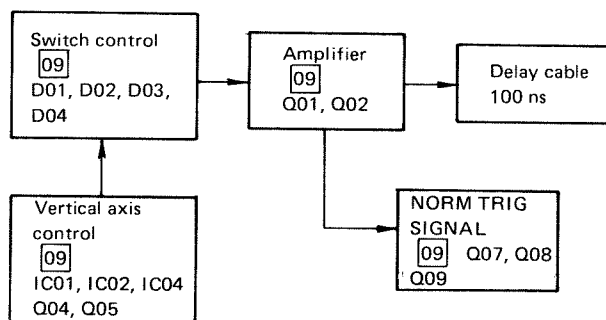 Switch control
09
D01, D02, D03,
D04
Amplifier
09
Q01, Q02
Delay cable
100 ns
Vertical axis
control
09
IC01, IC02, IC04
Q04, Q05
NORM TRIG
SIGNAL
09 Q07, Q08
Q09